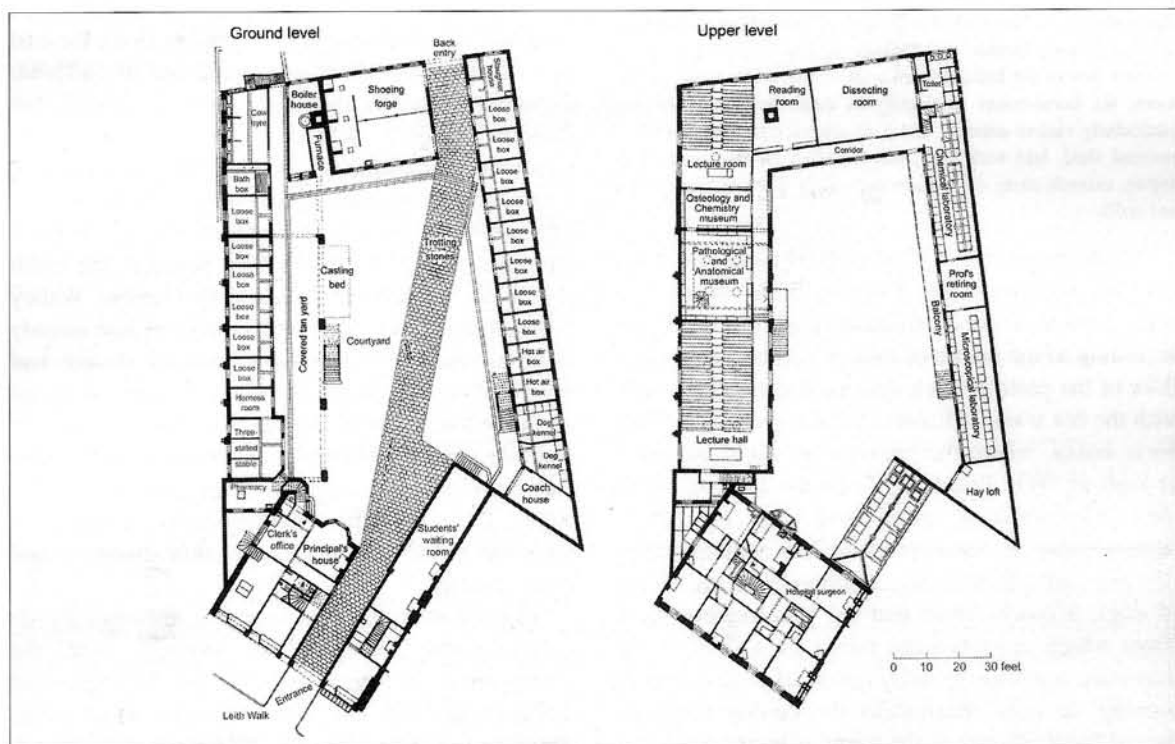 Ground level
Back
entry
Slaughter
house
Boiler
house
Shoeing
forge
Cow
byre
Furnace
Loose
box
Loose
box
Loose
box
Loose
box
Loose
box
Loose
box
Loose
box
Loose
box
Hot air
box
Hot air
box
Dog
kennel
Dog
kennel
Coach
house
Bath
box
Loose
box
Loose
box
Loose
box
Loose
box
Loose
box
Loose
box
Harness
room
Three-
stalled
stable
Pharmacy
Covered tan yard
Casting
bed
Courtyard
Trotting
stones
Clerk's
office
Principal's
house
Students'
waiting
room
Entrance
Leith Walk
Upper level
Reading
room
Dissecting
room
Toilet
Corridor
Lecture room
Chemical laboratory
Osteology and
Chemistry
museum
Pathological
and
Anatomical
museum
Prof's
retiring
room
Balcony
Microscopical laboratory
Lecture hall
Hay loft
Hospital surgeon
0 10 20 30 feet